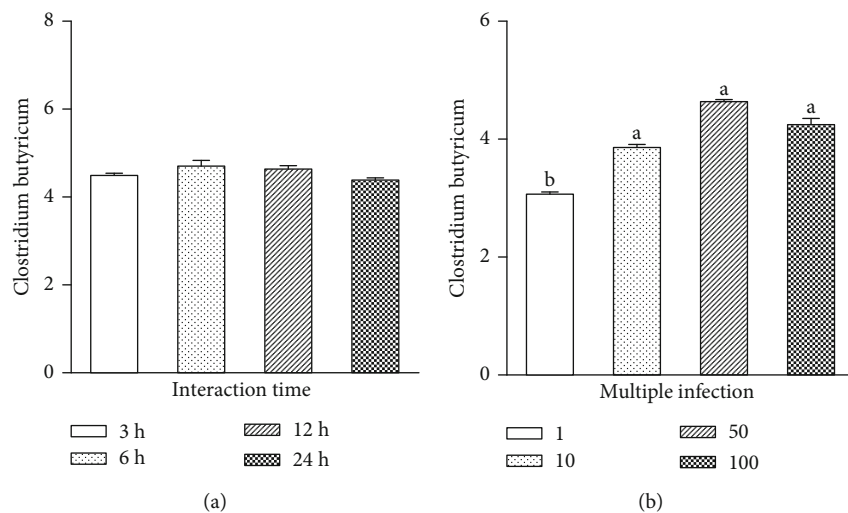 8
6
4
2
0
Clostridium butyricum
Interaction time
3 h
12 h
6 h
24 h
(a)
6
4
2
0
Clostridium butyricum
b
a
a
a
Multiple infection
1
50
10
100
(b)